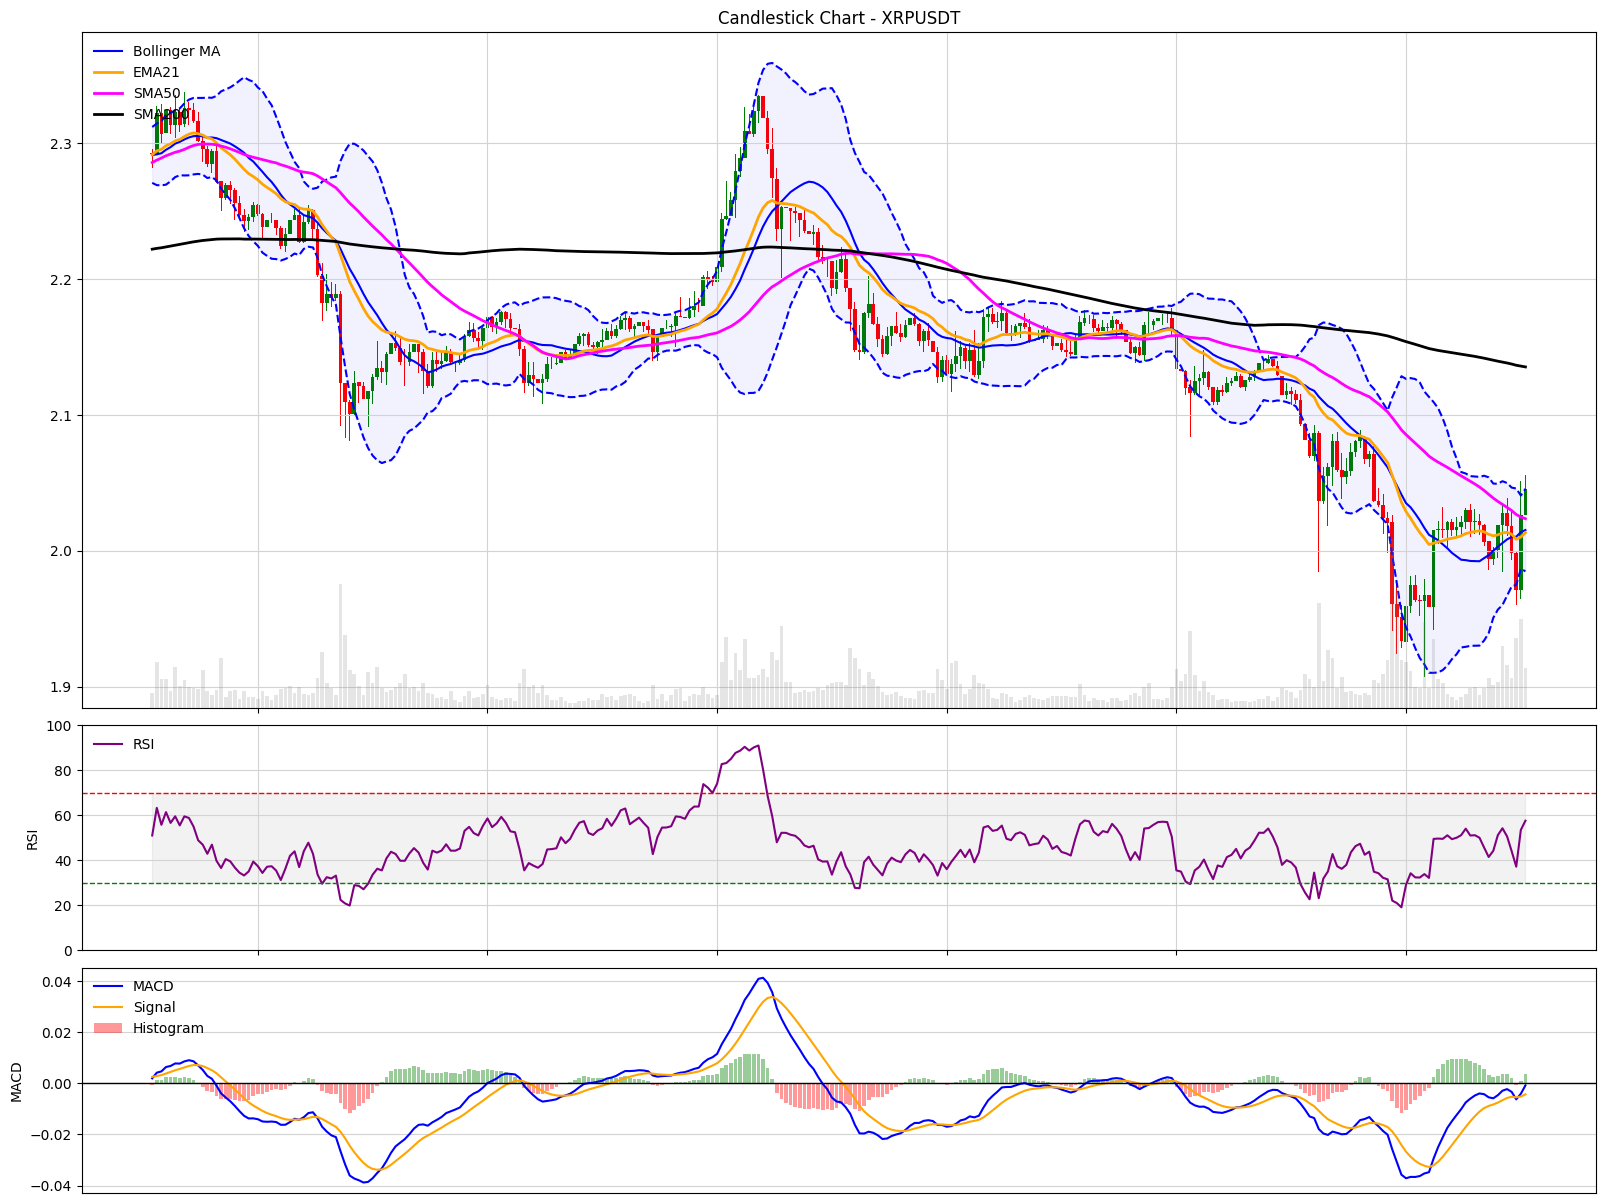 Candlestick Chart - XRPUSDT
Bollinger MA
EMA21
SMA50
SMA200
2.3
2.2
2.1
2.0
1.9
RSI
100
80
60
40
20
0
RSI
MACD
Signal
Histogram
0.04
0.02
0.00
−0.02
−0.04
MACD